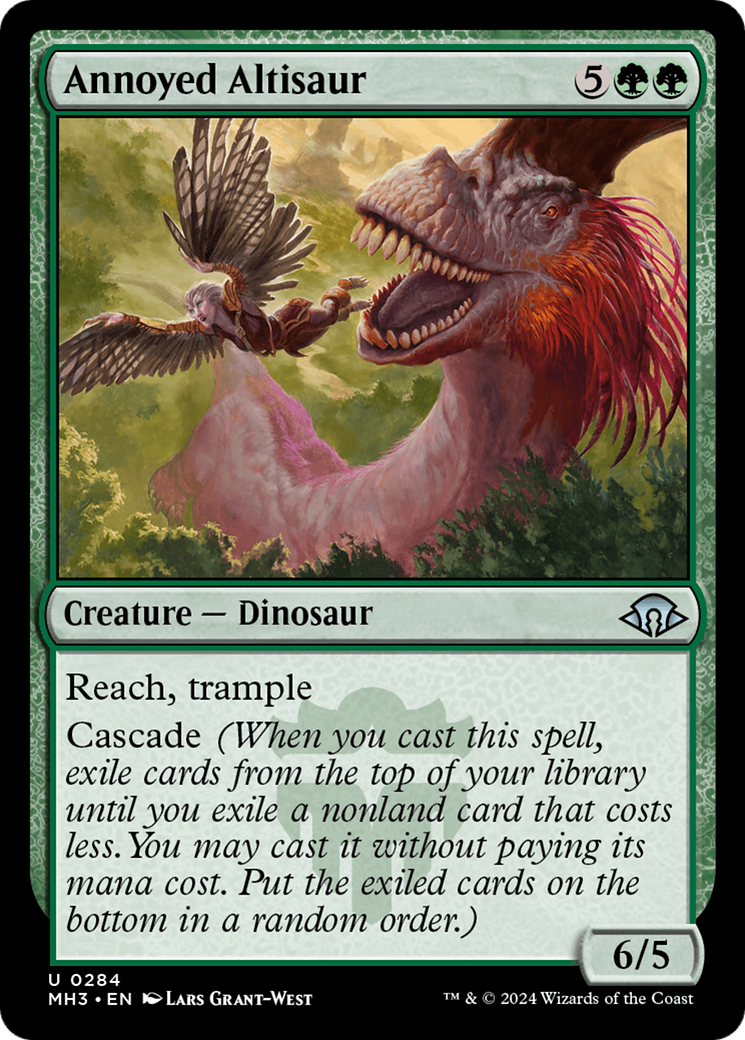 Annoyed Altisaur 5
Creature — Dinosaur
Reach, trample
Cascade (When you cast this spell,
exile cards from the top of your library
until you exile a nonland card that costs
less. You may cast it without paying its
mana cost. Put the exiled cards on the
bottom in a random order.)
6/5
U 0284
MH3 • EN Lars Grant-West ™ & © 2024 Wizards of the Coast